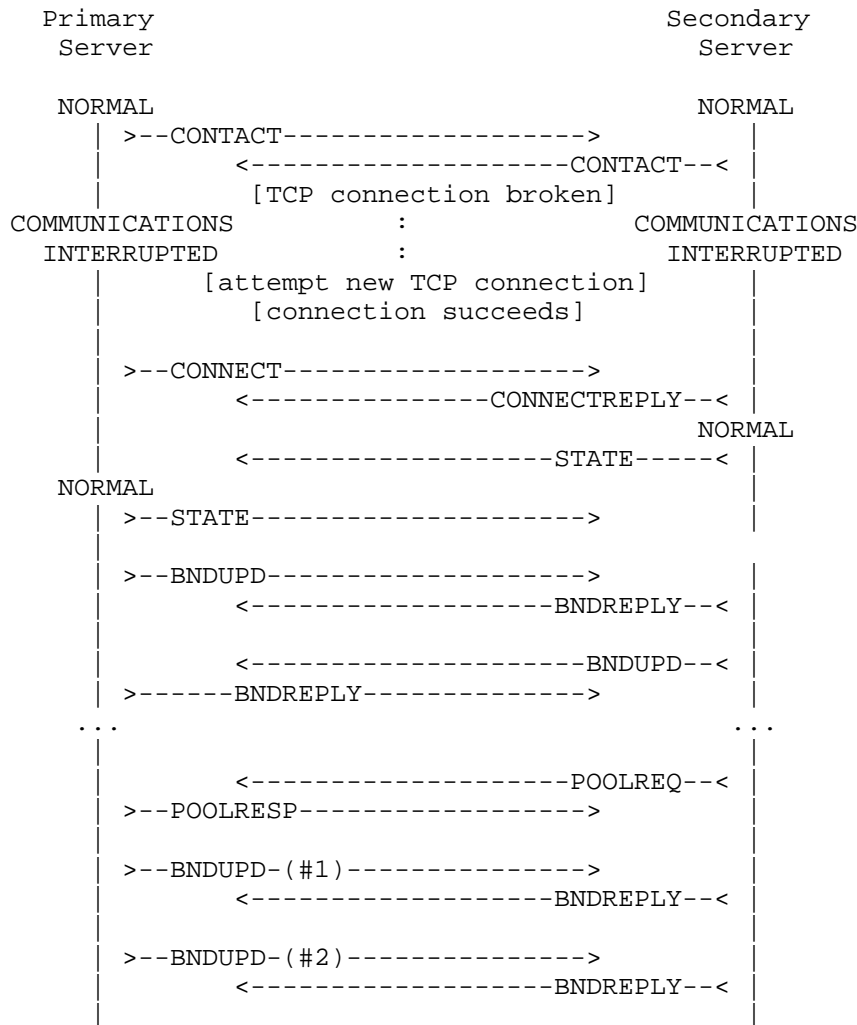 Primary                                Secondary
   Server                                  Server

   NORMAL                                  NORMAL
     | >--CONTACT------------------->         |
     |        <--------------------CONTACT--< |
     |         [TCP connection broken]        |
COMMUNICATIONS          :              COMMUNICATIONS
  INTERRUPTED           :                INTERRUPTED
     |      [attempt new TCP connection]      |
     |         [connection succeeds]          |
     |                                        |
     | >--CONNECT------------------->         |
     |        <---------------CONNECTREPLY--< |
     |                                     NORMAL
     |        <-------------------STATE-----< |
   NORMAL                                     |
     | >--STATE--------------------->         |
     |
     | >--BNDUPD-------------------->         |
     |        <-------------------BNDREPLY--< |
     |                                        |
     |        <---------------------BNDUPD--< |
     | >------BNDREPLY-------------->         |
    ...                                      ...
     |                                        |
     |        <--------------------POOLREQ--< |
     | >--POOLRESP------------------>         |
     |                                        |
     | >--BNDUPD-(#1)--------------->         |
     |        <-------------------BNDREPLY--< |
     |                                        |
     | >--BNDUPD-(#2)--------------->         |
     |        <-------------------BNDREPLY--< |
     |                                        |